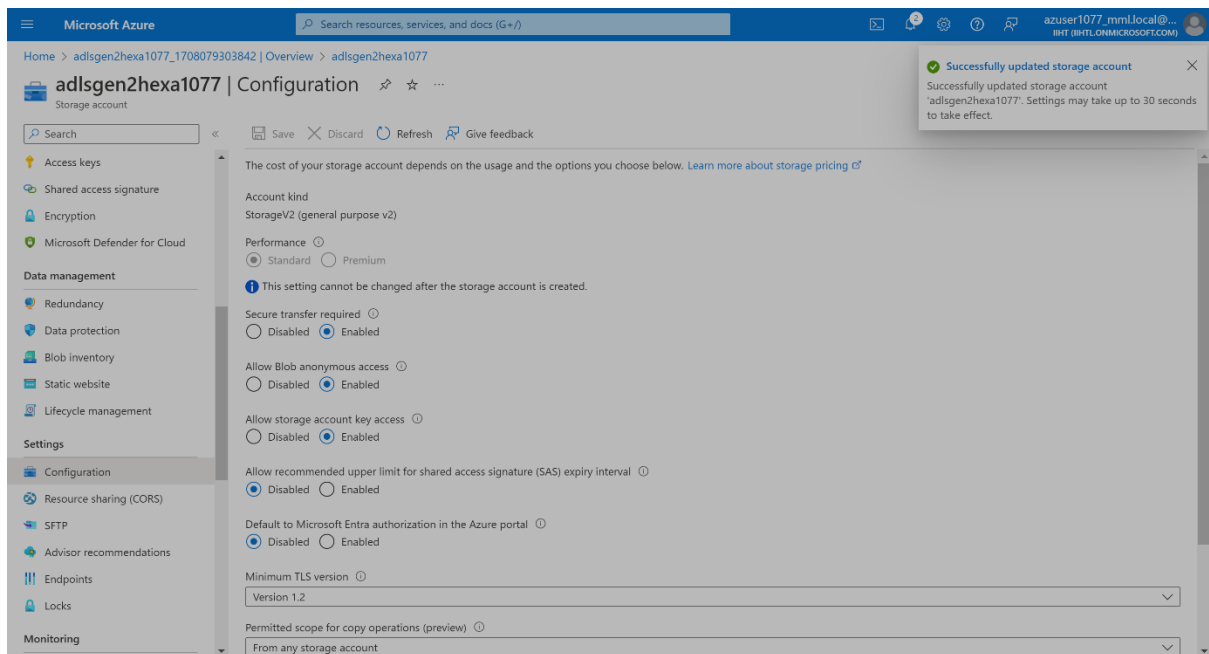 Microsoft Azure
Search resources, services, and docs (G+/)
2
azuser1077_mml.local@...
IIHT (IIHTL.ONMICROSOFT.COM)
Home > adlsgen2hexa1077_1708079303842 | Overview > adlsgen2hexa1077
adlsgen2hexa1077 | Configuration
Storage account
Successfully updated storage account
Successfully updated storage account
'adlsgen2hexa1077'. Settings may take up to 30 seconds
to take effect.
Search
Save Discard Refresh Give feedback
Access keys
Shared access signature
Encryption
Microsoft Defender for Cloud
Data management
Redundancy
Data protection
Blob inventory
Static website
Lifecycle management
Settings
Configuration
Resource sharing (CORS)
SFTP
Advisor recommendations
Endpoints
Locks
Monitoring
The cost of your storage account depends on the usage and the options you choose below. Learn more about storage pricing
Account kind
StorageV2 (general purpose v2)
Performance
Standard Premium
This setting cannot be changed after the storage account is created.
Secure transfer required
Disabled Enabled
Allow Blob anonymous access
Disabled Enabled
Allow storage account key access
Disabled Enabled
Allow recommended upper limit for shared access signature (SAS) expiry interval
Disabled Enabled
Default to Microsoft Entra authorization in the Azure portal
Disabled Enabled
Minimum TLS version
Version 1.2
Permitted scope for copy operations (preview)
From any storage account